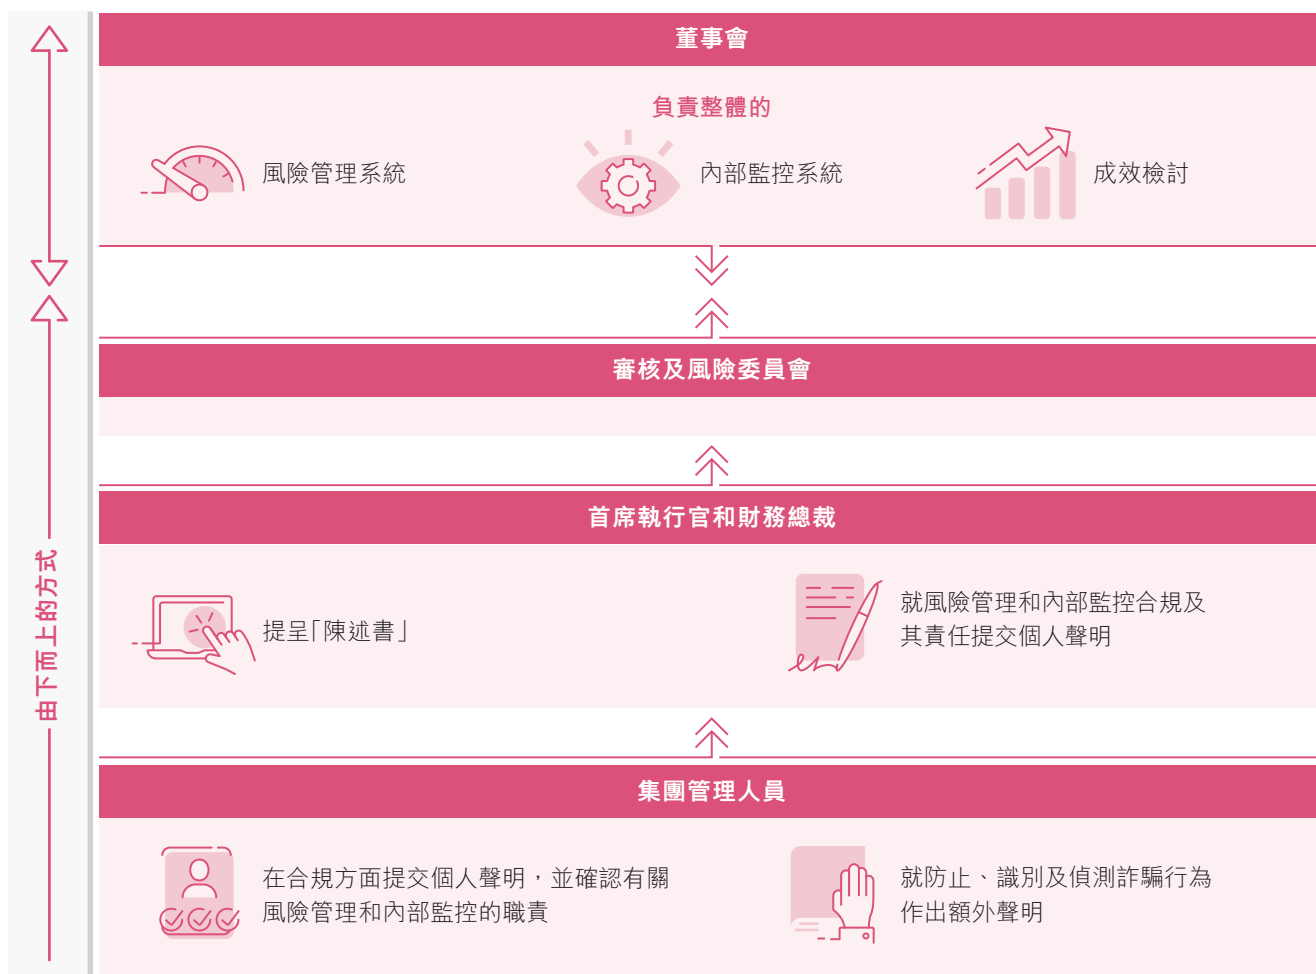 董事會
負責整體的
風險管理系統
內部監控系統
成效檢討
審核及風險委員會
首席執行官和財務總裁
由下而上的方式
提呈「陳述書」
就風險管理和內部監控合規及
其責任提交個人聲明
集團管理人員
在合規方面提交個人聲明，並確認有關
風險管理和內部監控的職責
就防止、識別及偵測詐騙行為
作出額外聲明